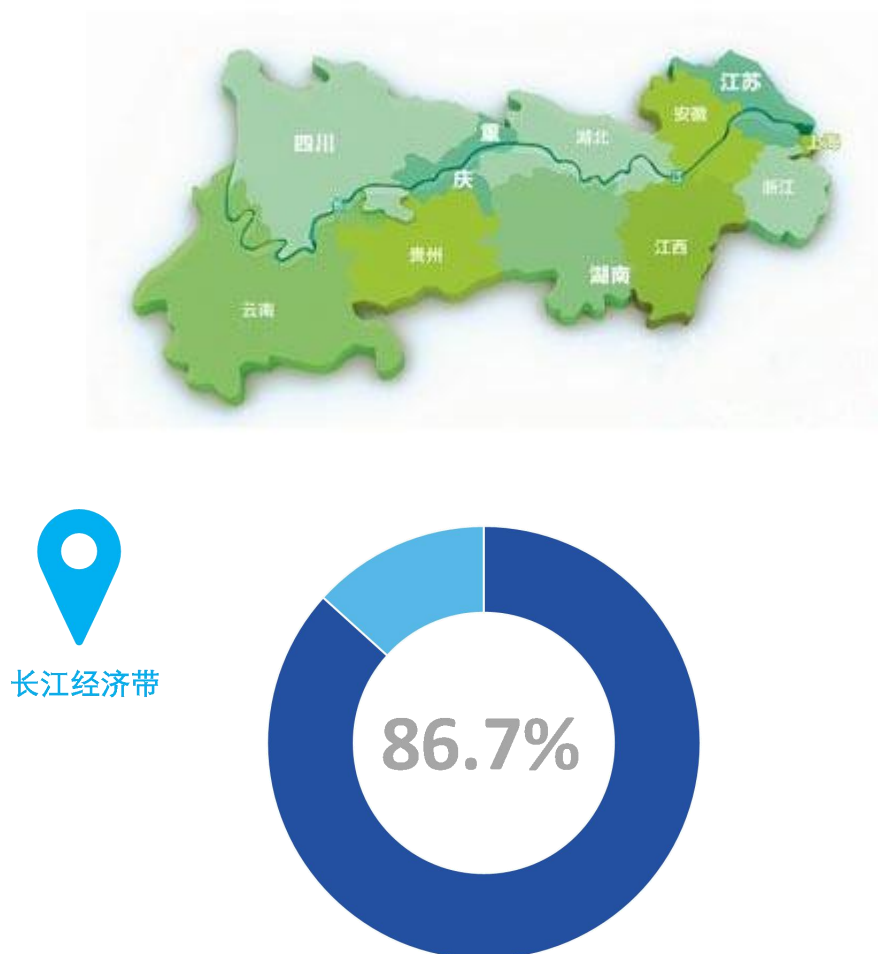 江苏
安徽
重
湖北
四川
上海
庆
浙江
江西
贵州
湖南
云南
长江经济带
86.7%